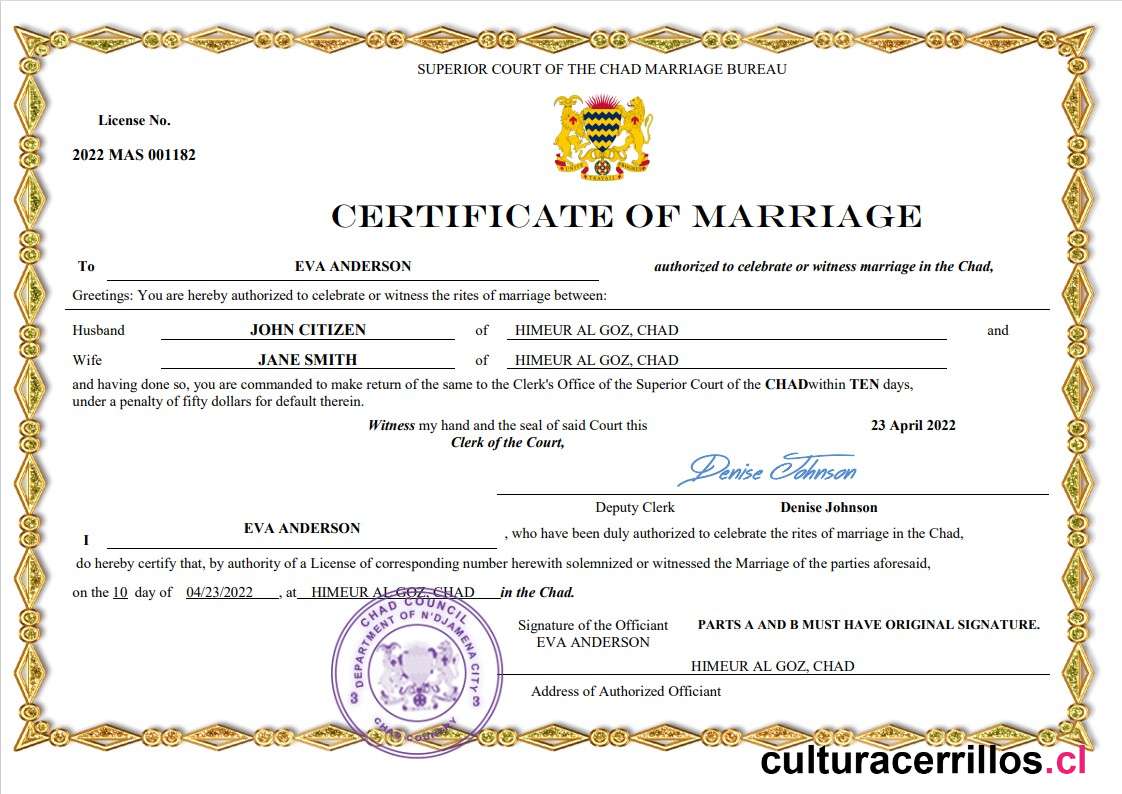 SUPERIOR COURT OF THE CHAD MARRIAGE BUREAU
License No.
2022 MAS 001182
UNITÉ PROGRÈS
TRAVAIL
CERTIFICATE OF MARRIAGE
To EVA ANDERSON authorized to celebrate or witness marriage in the Chad,
Greetings: You are hereby authorized to celebrate or witness the rites of marriage between:
Husband JOHN CITIZEN of HIMEUR AL GOZ, CHAD and
Wife JANE SMITH of HIMEUR AL GOZ, CHAD
and having done so, you are commanded to make return of the same to the Clerk's Office of the Superior Court of the CHADwithin TEN days,
under a penalty of fifty dollars for default therein.
Witness my hand and the seal of said Court this 23 April 2022
Clerk of the Court,
Denise Johnson
Deputy Clerk Denise Johnson
I EVA ANDERSON , who have been duly authorized to celebrate the rites of marriage in the Chad,
do hereby certify that, by authority of a License of corresponding number herewith solemnized or witnessed the Marriage of the parties aforesaid,
on the 10 day of 04/23/2022 , at HIMEUR AL GOZ, CHAD in the Chad.
CHAD COUNCIL
3 DEPARTMENT OF N'DJAMENA CITY 3
CHAD COUNTRY
Signature of the Officiant PARTS A AND B MUST HAVE ORIGINAL SIGNATURE.
EVA ANDERSON
HIMEUR AL GOZ, CHAD
Address of Authorized Officiant
culturacerrillos.cl